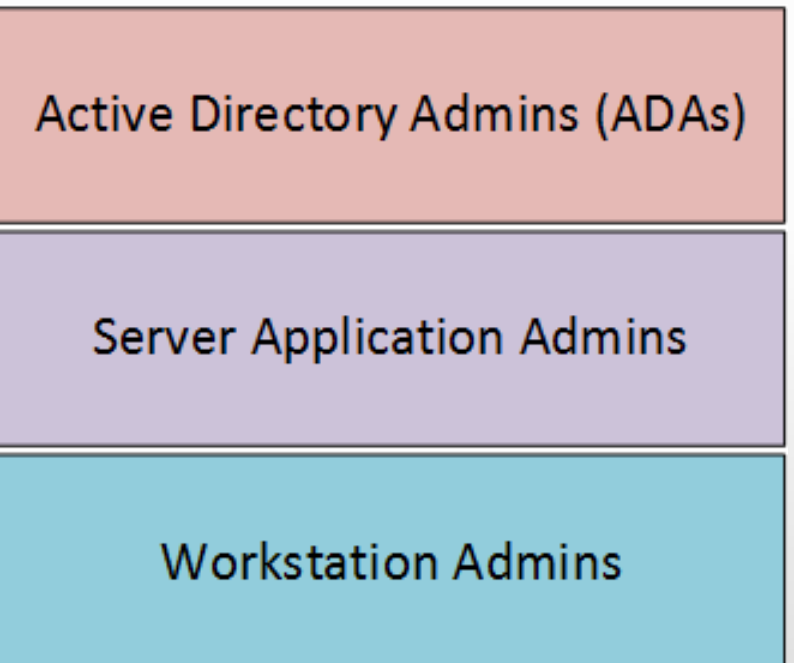 Active Directory Admins (ADAs)
Server Application Admins
Workstation Admins